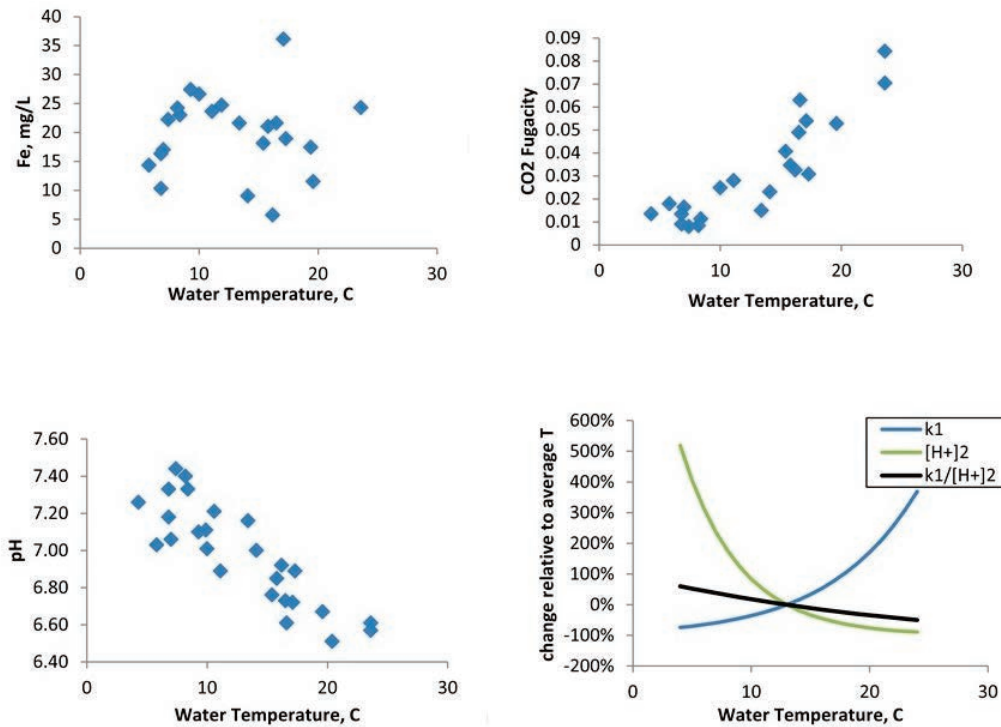 40
35
30
25
20
15
10
5
0
Fe, mg/L
0 10 20 30
Water Temperature, C
0.09
0.08
0.07
0.06
0.05
0.04
0.03
0.02
0.01
0
CO2 Fugacity
0 10 20 30
Water Temperature, C
7.60
7.40
7.20
7.00
6.80
6.60
6.40
pH
0 10 20 30
Water Temperature, C
600%
500%
400%
300%
200%
100%
0%
-100%
-200%
change relative to average T
k1
[H+]2
k1/[H+]2
0 10 20 30
Water Temperature, C